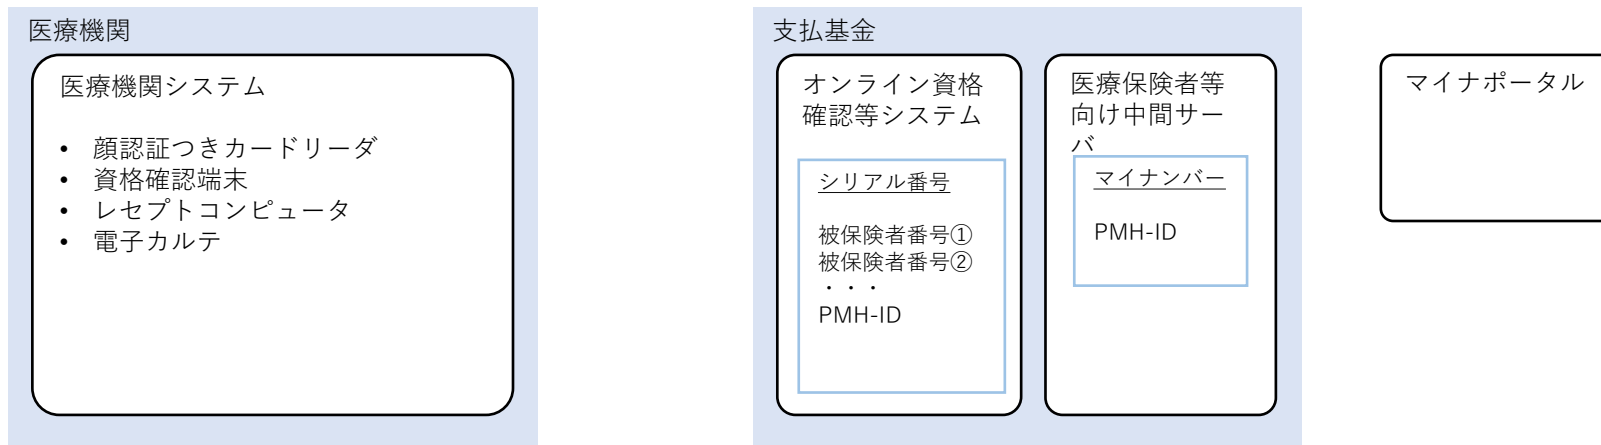 医療機関
医療機関システム
• 顔認証つきカードリーダ
• 資格確認端末
• レセプトコンピュータ
• 電子カルテ
支払基金
オンライン資格
確認等システム
シリアル番号
被保険者番号①
被保険者番号②
・・・
PMH-ID
医療保険者等
向け中間サー
バ
マイナンバー
PMH-ID
マイナポータル